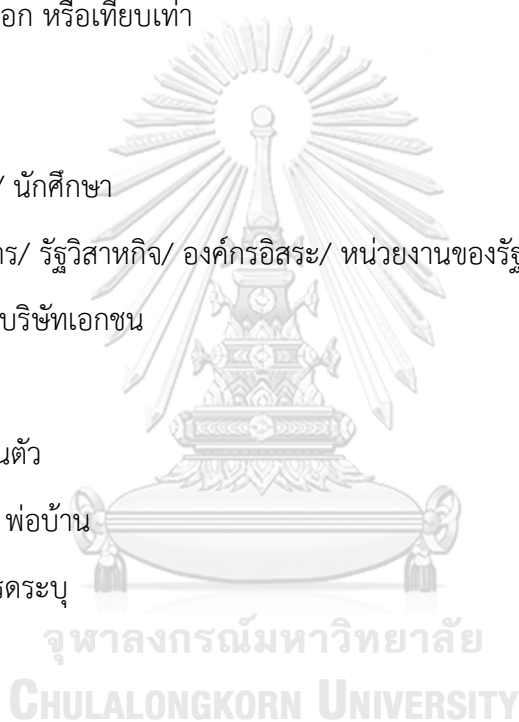 อก หรือเทียบเท่า
/ นักศึกษา
าร/ รัฐวิสาหกิจ/ องค์กรอิสระ/ หน่วยงานของรัฐ
บริษัทเอกชน
นตัว
พ่อบ้าน
รดระบุ
จุฬาลงกรณ์มหาวิทยาลัย
CHULALONGKORN UNIVERSITY